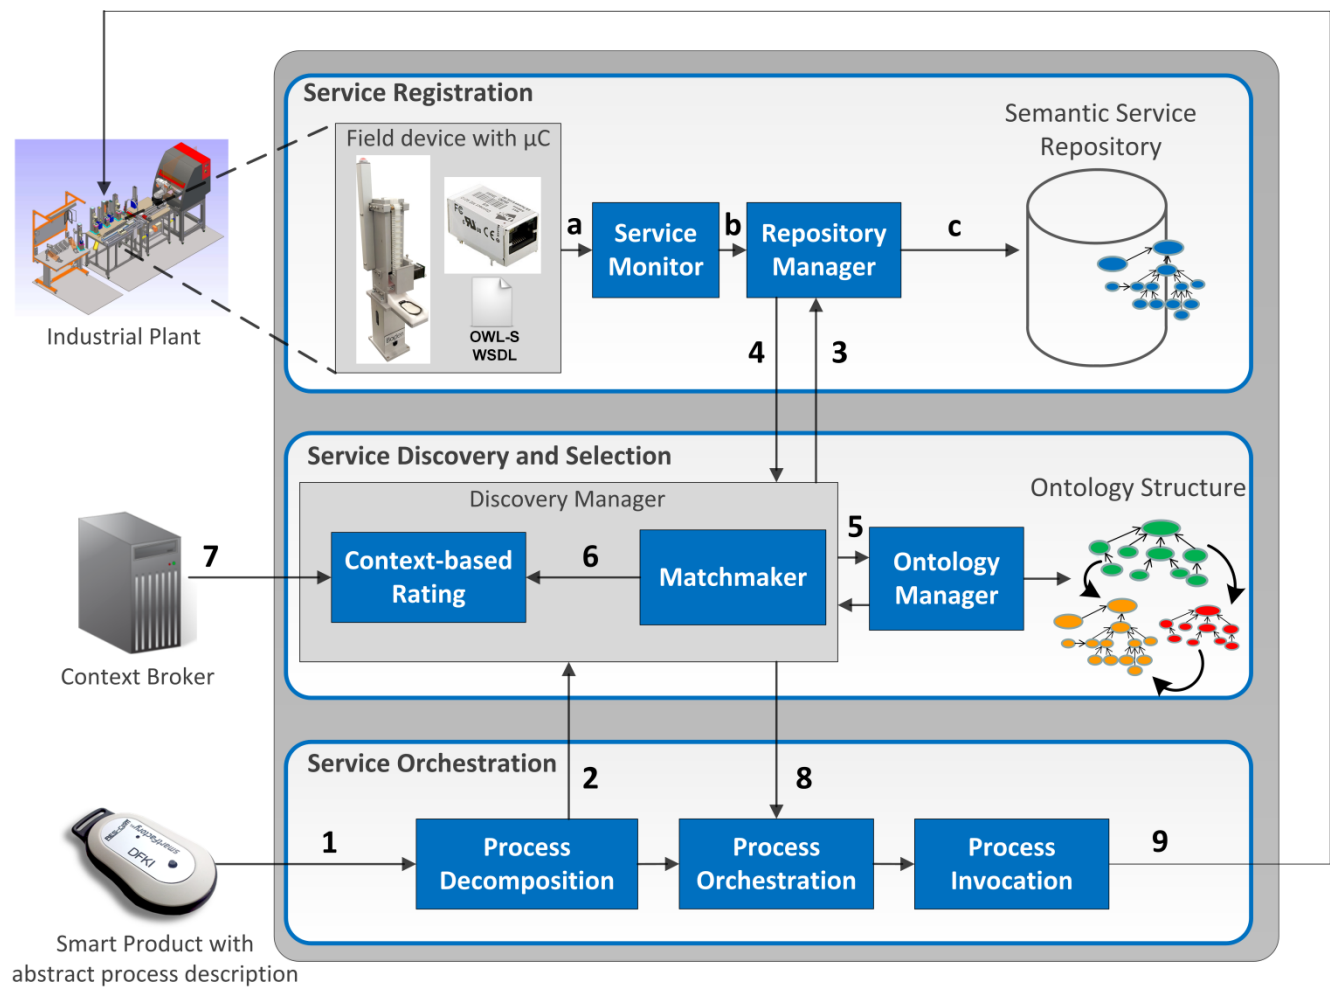 Service Registration
Field device with µC
OWL-S
WSDL
a
Service
Monitor
b
Repository
Manager
c
Semantic Service
Repository
Industrial Plant
4
3
Service Discovery and Selection
Discovery Manager
7
Context-based
Rating
6
Matchmaker
5
Ontology
Manager
Ontology Structure
Context Broker
2
8
Service Orchestration
1
Process
Decomposition
Process
Orchestration
Process
Invocation
9
DFKI
Smart Product with
abstract process description